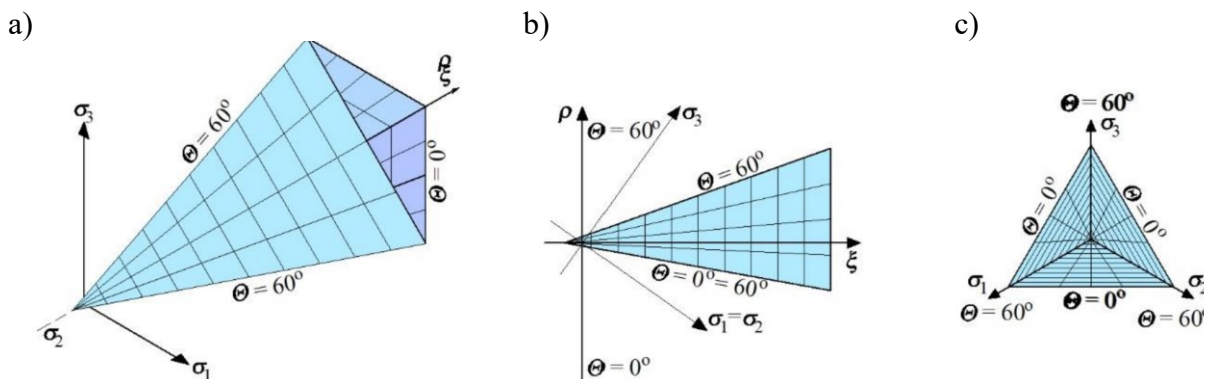 a)
b)
c)
σ₃
Θ = 60°
ρ
ξ
Θ = 0°
Θ = 60°
σ₂
σ₁
ρ
Θ = 60°
σ₃
Θ = 60°
ξ
Θ = 0° = 60°
σ₁=σ₂
Θ = 0°
Θ = 60°
σ₃
Θ = 0°
Θ = 0°
σ₁
σ₂
Θ = 60°
Θ = 0°
Θ = 60°